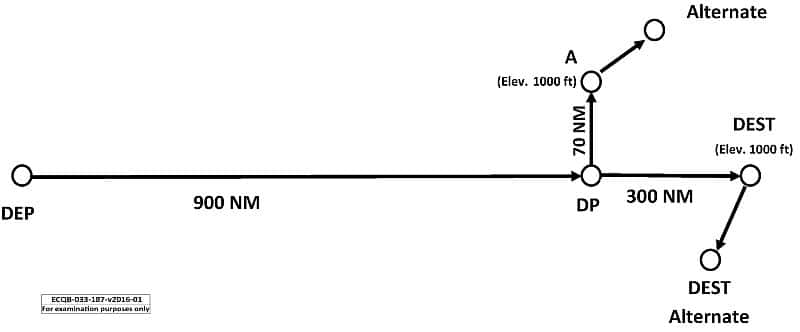 Alternate
A
(Elev. 1000 ft)
70 NM
DEST
(Elev. 1000 ft)
DEP
900 NM
DP
300 NM
DEST
Alternate
ECQB-033-187-v2016-01
For examination purposes only